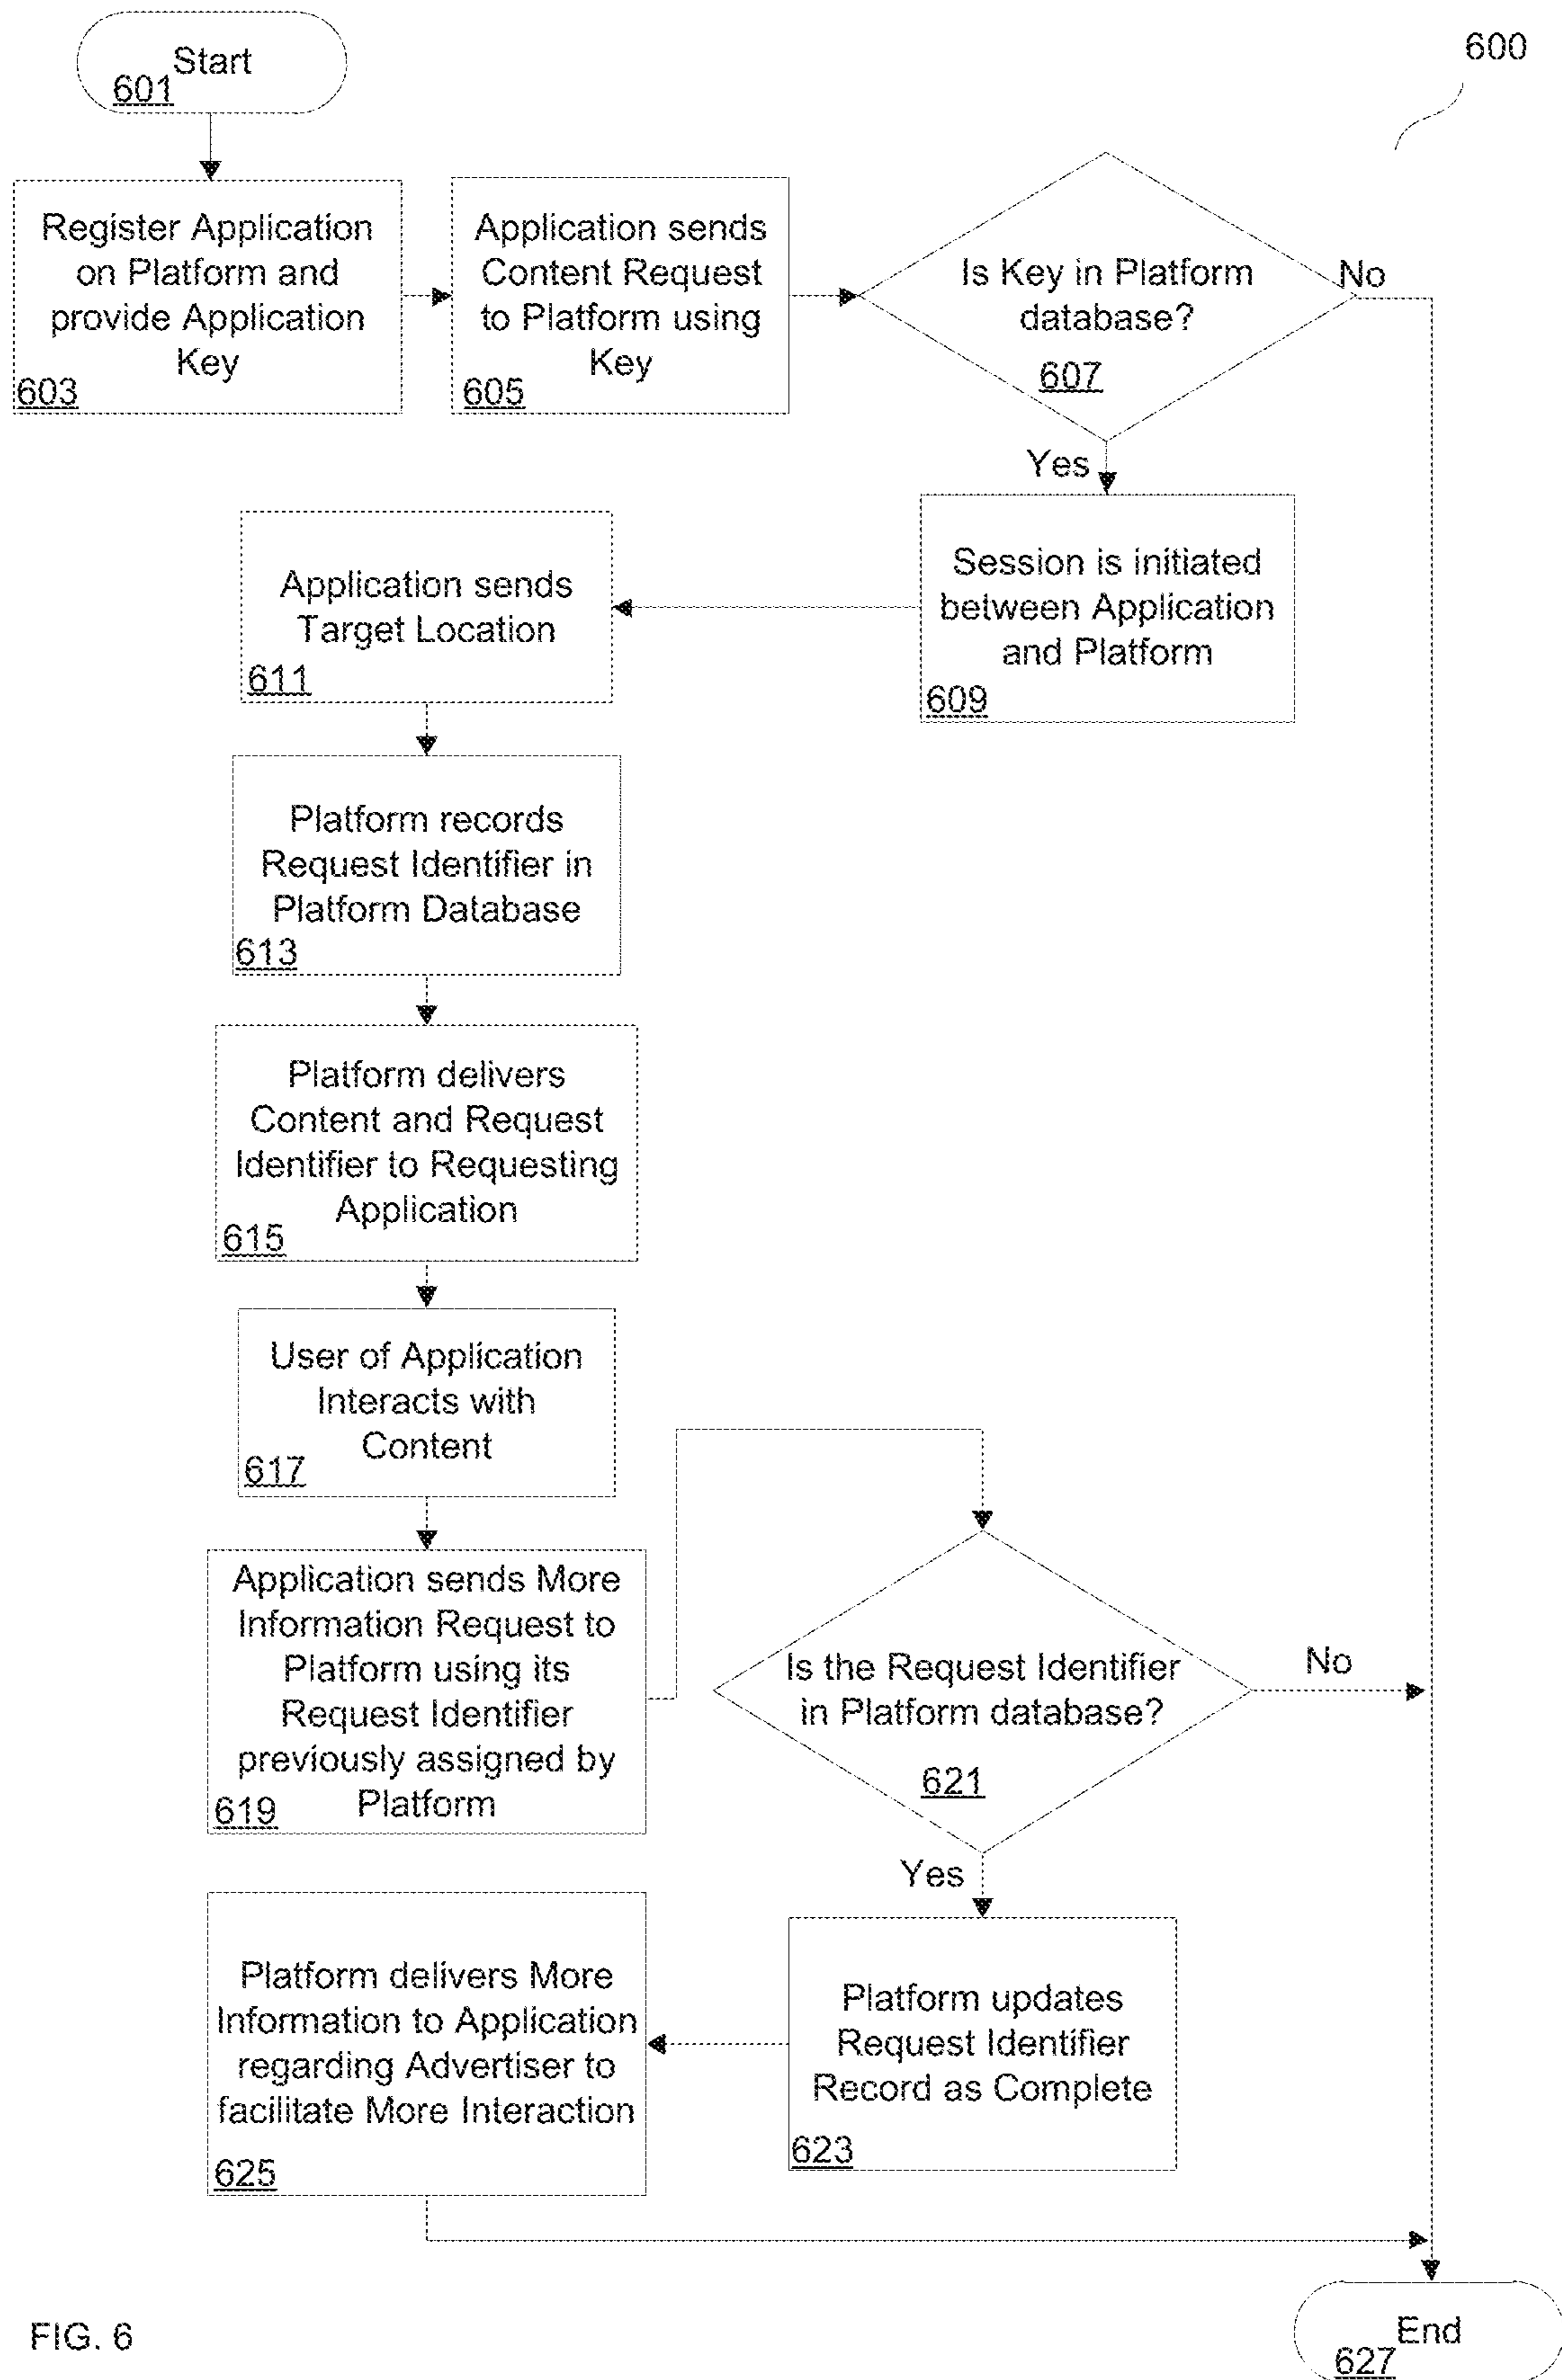 600
Start
601
Register Application
on Platform and
provide Application
Key
603
Application sends
Content Request
to Platform using
Key
605
Is Key in Platform
database?
607
No
Yes
Session is initiated
between Application
and Platform
609
Application sends
Target Location
611
Platform records
Request Identifier in
Platform Database
613
Platform delivers
Content and Request
Identifier to Requesting
Application
615
User of Application
Interacts with
Content
617
Application sends More
Information Request to
Platform using its
Request Identifier
previously assigned by
Platform
619
Is the Request Identifier
in Platform database?
621
No
Yes
Platform updates
Request Identifier
Record as Complete
623
Platform delivers More
Information to Application
regarding Advertiser to
facilitate More Interaction
625
End
627
FIG. 6